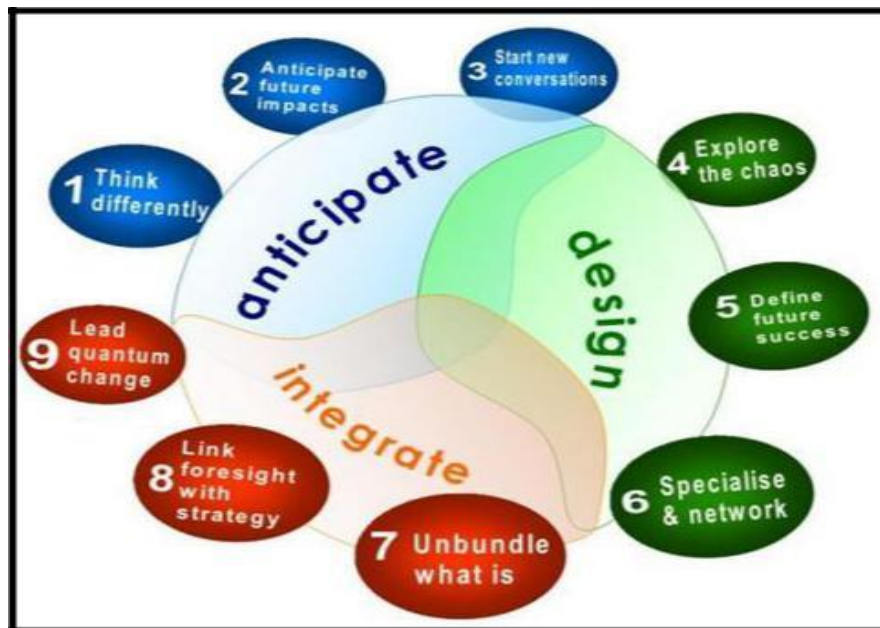 1 Think
differently
2 Anticipate
future
impacts
3 Start new
conversations
4 Explore
the chaos
5 Define
future
success
6 Specialise
& network
7 Unbundle
what is
8 Link
foresight
with
strategy
9 Lead
quantum
change
anticipate
design
integrate